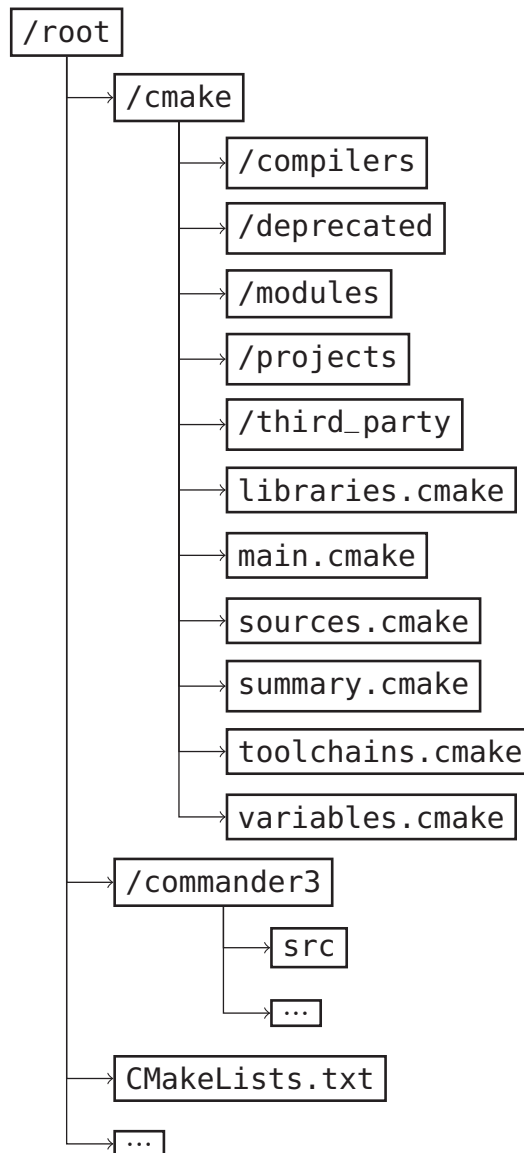 /root
/cmake
/compilers
/deprecated
/modules
/projects
/third_party
libraries.cmake
main.cmake
sources.cmake
summary.cmake
toolchains.cmake
variables.cmake
/commander3
src
...
CMakeLists.txt
...